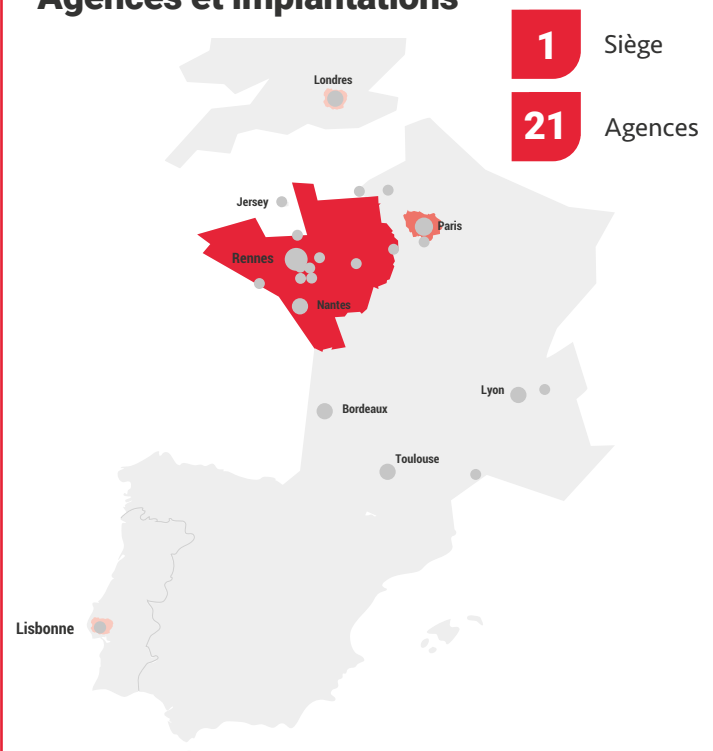 Agences et implantations
1
Siège
21
Agences
Londres
Jersey
Paris
Rennes
Nantes
Lyon
Bordeaux
Toulouse
Lisbonne